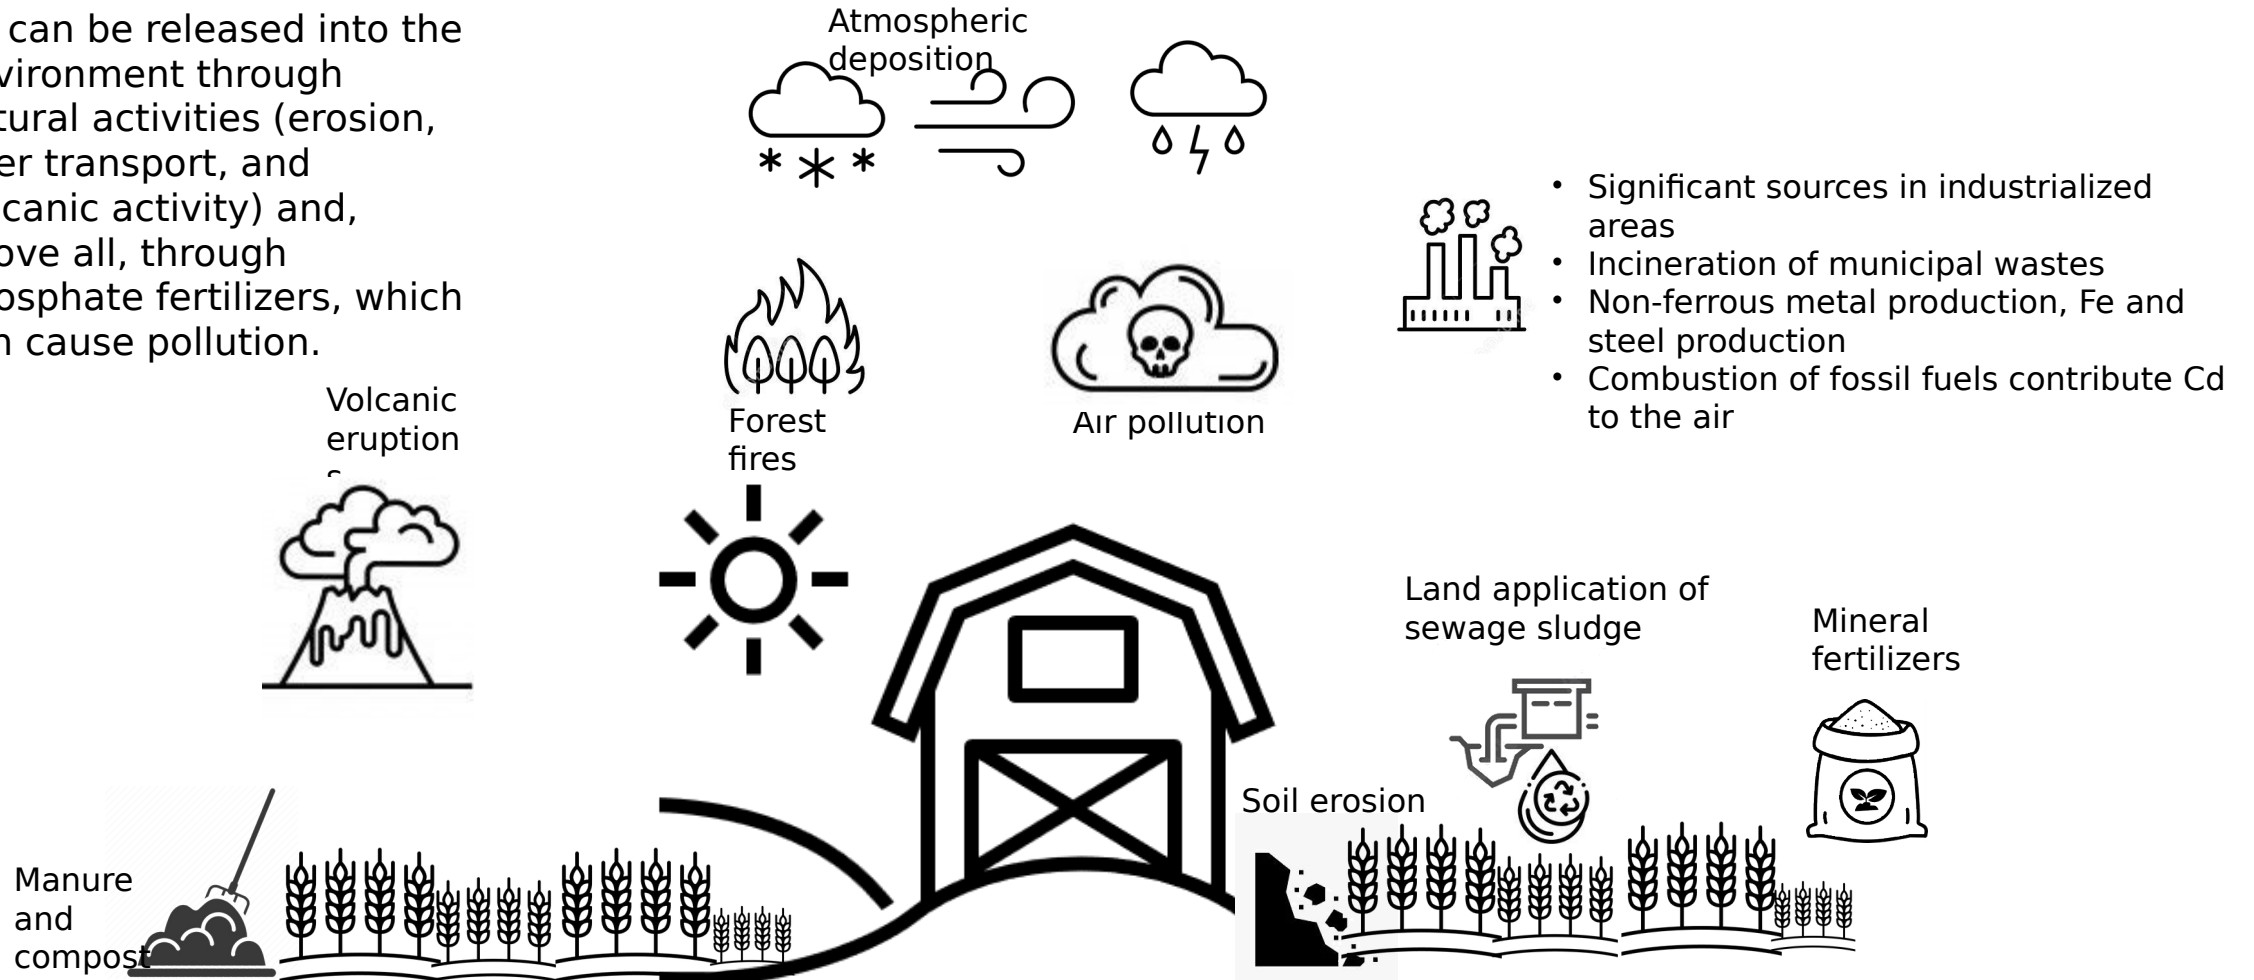 can be released into the
vironment through
tural activities (erosion,
er transport, and
canic activity) and,
ove all, through
osphate fertilizers, which
n cause pollution.
Atmospheric
deposition
• Significant sources in industrialized
areas
• Incineration of municipal wastes
• Non-ferrous metal production, Fe and
steel production
• Combustion of fossil fuels contribute Cd
to the air
Volcanic
eruption
s
Forest
fires
Air pollution
Land application of
sewage sludge
Mineral
fertilizers
Soil erosion
Manure
and
compost